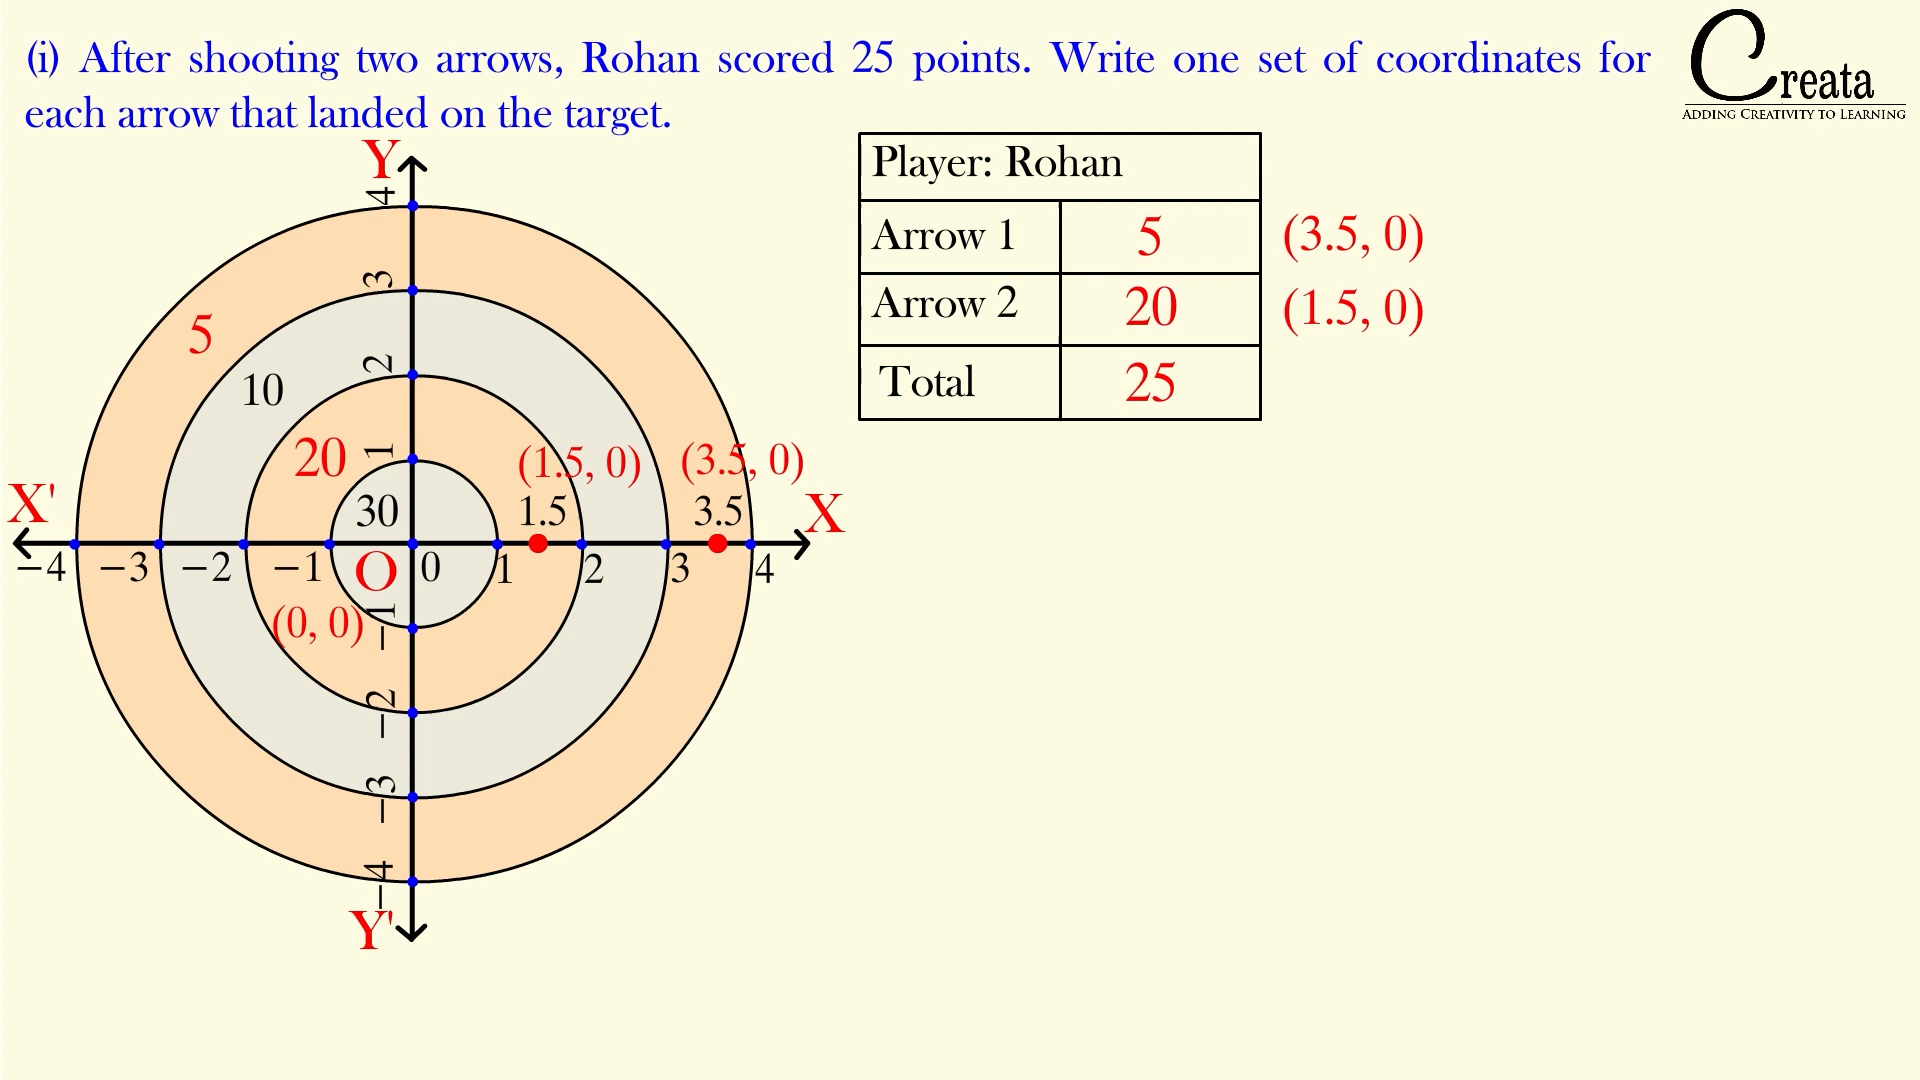 (i) After shooting two arrows, Rohan scored 25 points. Write one set of coordinates for
each arrow that landed on the target.
Creata
ADDING CREATIVITY TO LEARNING
Player: Rohan
Arrow 1 5 (3.5, 0)
Arrow 2 20 (1.5, 0)
Total 25
Y
4
3
5
2
10
1
20
(1.5, 0) (3.5, 0)
30 1.5 3.5
X' X
−4 −3 −2 −1 O 0 1 2 3 4
(0, 0)
−1
−2
−3
−4
Y'